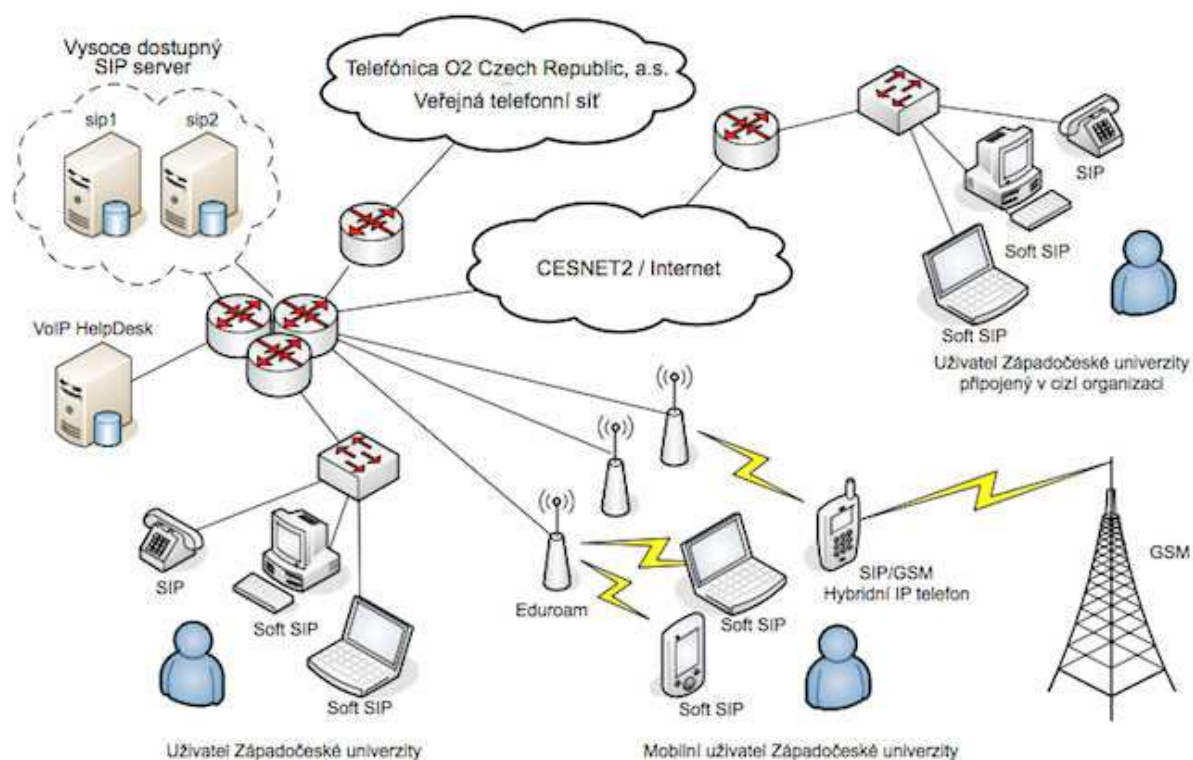 Vysoce dostupný
SIP server
sip1
sip2
Telefónica O2 Czech Republic, a.s.
Veřejná telefonní síť
CESNET2 / Internet
SIP
Soft SIP
Soft SIP
Uživatel Západočeské univerzity
připojený v cizí organizaci
VoIP HelpDesk
SIP
Soft SIP
Soft SIP
Uživatel Západočeské univerzity
Eduroam
Soft SIP
Soft SIP
SIP/GSM
Hybridní IP telefon
GSM
Mobilní uživatel Západočeské univerzity